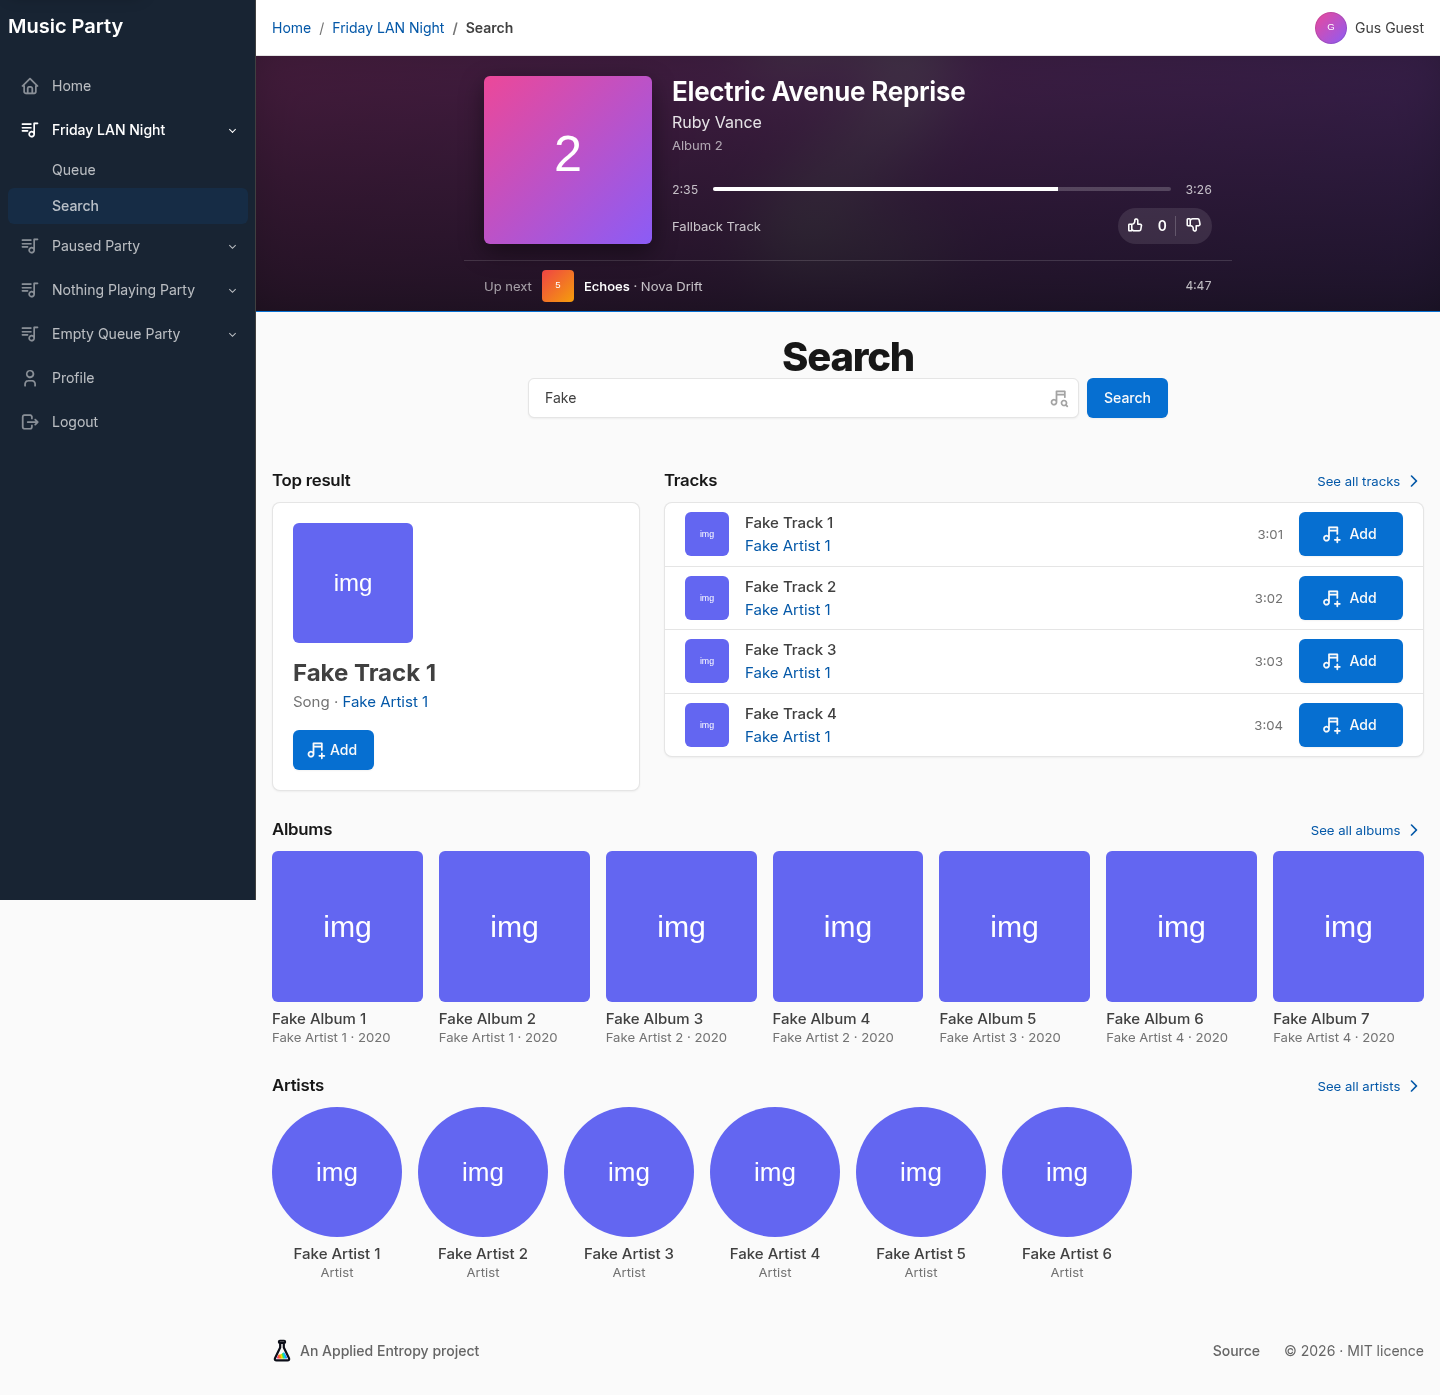 Music Party
Home
Friday LAN Night
Queue
Search
Paused Party
Nothing Playing Party
Empty Queue Party
Profile
Logout
Home / Friday LAN Night / Search
G
Gus Guest
2
Electric Avenue Reprise
Ruby Vance
Album 2
2:35
3:26
Fallback Track
0
Up next
5
Echoes · Nova Drift
4:47
Search
Fake
Search
Top result
img
Fake Track 1
Song · Fake Artist 1
Add
Tracks
See all tracks
img
Fake Track 1
Fake Artist 1
3:01
Add
img
Fake Track 2
Fake Artist 1
3:02
Add
img
Fake Track 3
Fake Artist 1
3:03
Add
img
Fake Track 4
Fake Artist 1
3:04
Add
Albums
See all albums
img
Fake Album 1
Fake Artist 1 · 2020
img
Fake Album 2
Fake Artist 1 · 2020
img
Fake Album 3
Fake Artist 2 · 2020
img
Fake Album 4
Fake Artist 2 · 2020
img
Fake Album 5
Fake Artist 3 · 2020
img
Fake Album 6
Fake Artist 4 · 2020
img
Fake Album 7
Fake Artist 4 · 2020
Artists
See all artists
img
Fake Artist 1
Artist
img
Fake Artist 2
Artist
img
Fake Artist 3
Artist
img
Fake Artist 4
Artist
img
Fake Artist 5
Artist
img
Fake Artist 6
Artist
An Applied Entropy project
Source
© 2026 · MIT licence